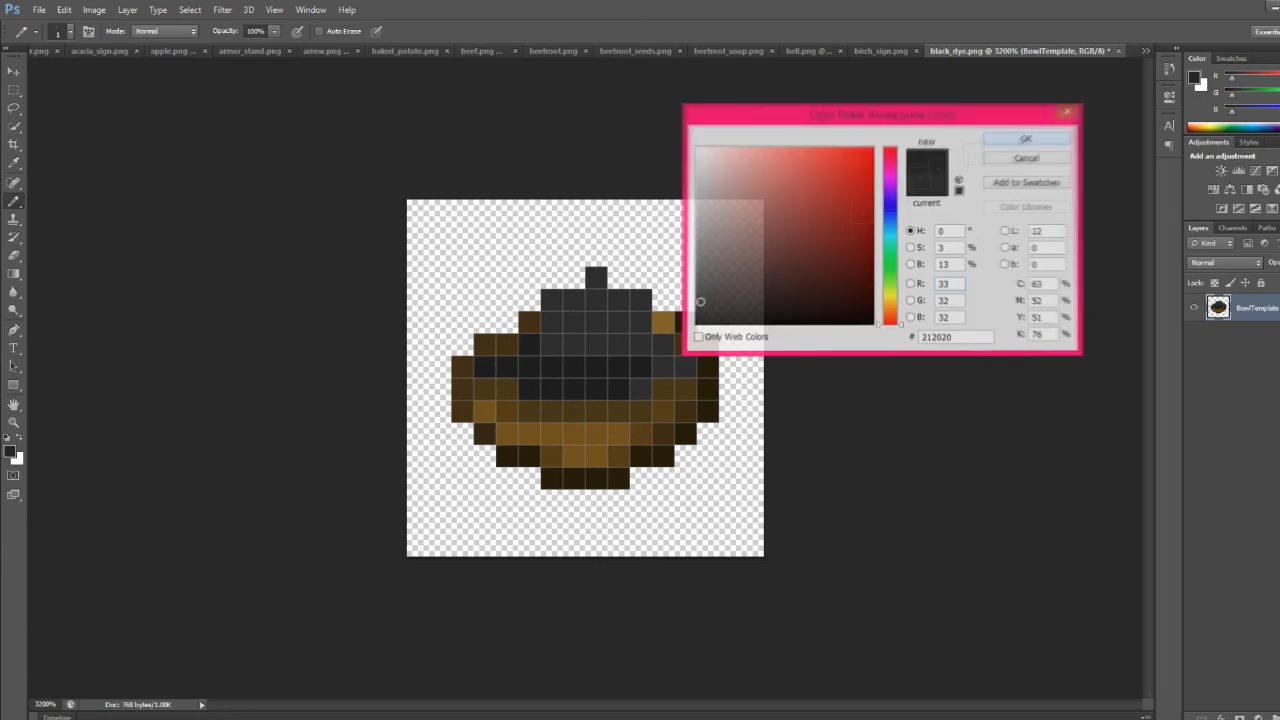 Ps File Edit Image Layer Type Select Filter 3D View Window Help
1 Mode: Normal Opacity: 100% Auto Erase Essentia
r.png acacia_sign.png apple.png ... armor_stand.png arrow.png ... baked_potato.png beef.png ... beetroot.png beetroot_seeds.png beetroot_soup.png bell.png @... birch_sign.png black_dye.png @ 3200% (BowlTemplate, RGB/8) *
Color Swatches
R
G
B
Adjustments Styles
Add an adjustment
Layers Channels Paths
Kind
Normal Opa
Lock:
BowlTemplate
new
current
OK
Cancel
Add to Swatches
Color Libraries
H: 0 ° L: 12
S: 3 % a: 0
B: 13 % b: 0
R: 33 C: 63 %
G: 32 M: 52 %
B: 32 Y: 51 %
# 212020 K: 76 %
Only Web Colors
3200% Doc: 768 bytes/1.00K
Timeline